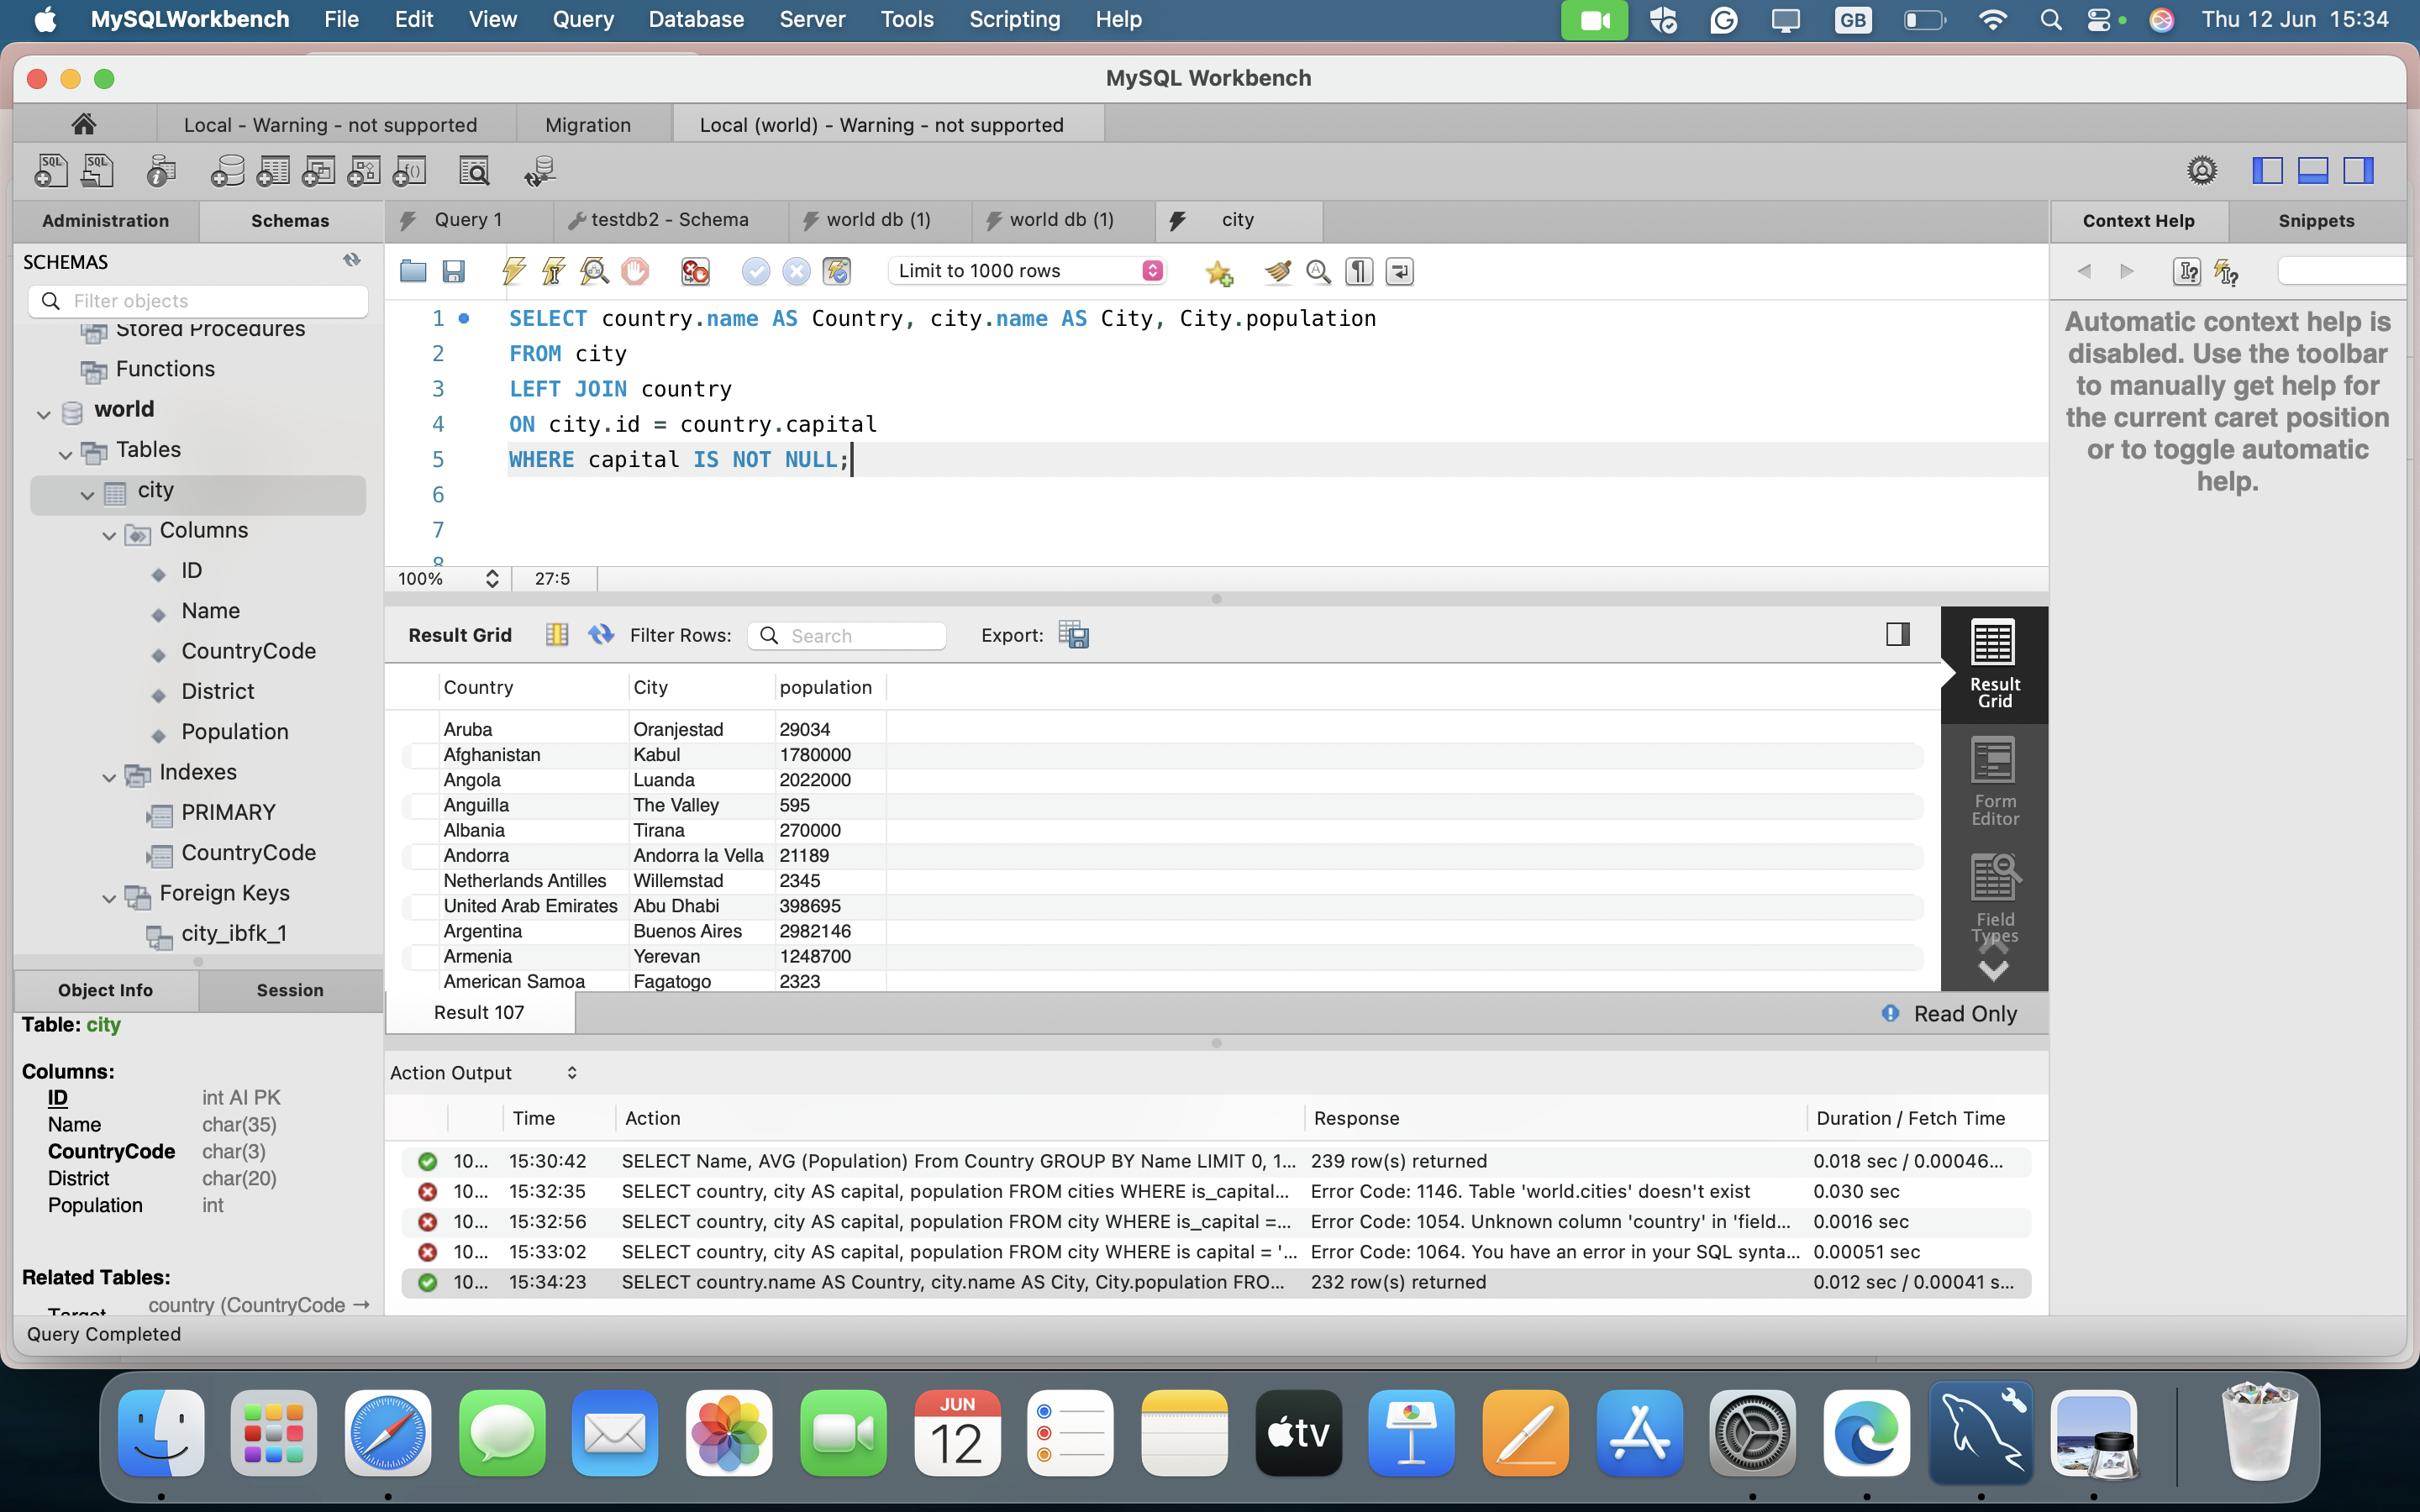 MySQLWorkbench File Edit View Query Database Server Tools Scripting Help GB Thu 12 Jun 15:34
MySQL Workbench
Local - Warning - not supported Migration Local (world) - Warning - not supported
Administration Schemas Query 1 testdb2 - Schema world db (1) world db (1) city Context Help Snippets
SCHEMAS
Filter objects
Stored Procedures
Functions
world
Tables
city
Columns
ID
Name
CountryCode
District
Population
Indexes
PRIMARY
CountryCode
Foreign Keys
city_ibfk_1
Limit to 1000 rows
1 SELECT country.name AS Country, city.name AS City, City.population
2 FROM city
3 LEFT JOIN country
4 ON city.id = country.capital
5 WHERE capital IS NOT NULL;
6
7
8
100% 27:5
Automatic context help is
disabled. Use the toolbar
to manually get help for
the current caret position
or to toggle automatic
help.
Result Grid Filter Rows: Search Export:
Country City population
Aruba Oranjestad 29034
Afghanistan Kabul 1780000
Angola Luanda 2022000
Anguilla The Valley 595
Albania Tirana 270000
Andorra Andorra la Vella 21189
Netherlands Antilles Willemstad 2345
United Arab Emirates Abu Dhabi 398695
Argentina Buenos Aires 2982146
Armenia Yerevan 1248700
American Samoa Fagatogo 2323
Result
Grid
Form
Editor
Field
Types
Result 107 Read Only
Object Info Session
Table: city
Columns:
ID int AI PK
Name char(35)
CountryCode char(3)
District char(20)
Population int
Related Tables:
Target country (CountryCode →
Action Output
Time Action Response Duration / Fetch Time
10... 15:30:42 SELECT Name, AVG (Population) From Country GROUP BY Name LIMIT 0, 1... 239 row(s) returned 0.018 sec / 0.00046...
10... 15:32:35 SELECT country, city AS capital, population FROM cities WHERE is_capital... Error Code: 1146. Table 'world.cities' doesn't exist 0.030 sec
10... 15:32:56 SELECT country, city AS capital, population FROM city WHERE is_capital =... Error Code: 1054. Unknown column 'country' in 'field... 0.0016 sec
10... 15:33:02 SELECT country, city AS capital, population FROM city WHERE is capital = '... Error Code: 1064. You have an error in your SQL synta... 0.00051 sec
10... 15:34:23 SELECT country.name AS Country, city.name AS City, City.population FRO... 232 row(s) returned 0.012 sec / 0.00041 s...
Query Completed
JUN
12
tv